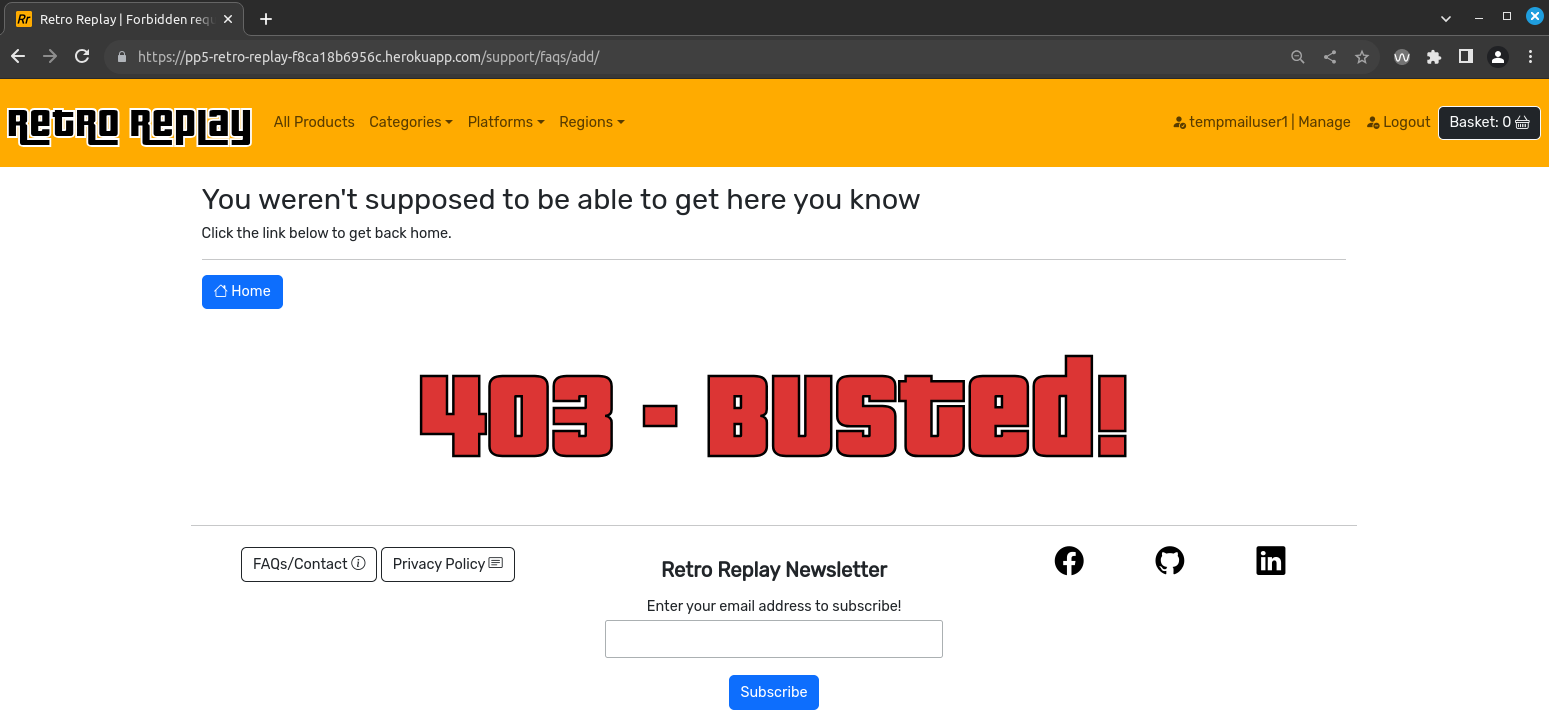 Rr Retro Replay | Forbidden requ
https://pp5-retro-replay-f8ca18b6956c.herokuapp.com/support/faqs/add/
Retro Replay All Products Categories Platforms Regions tempmailuser1 | Manage Logout Basket: 0
You weren't supposed to be able to get here you know
Click the link below to get back home.
Home
403 - Busted!
FAQs/Contact Privacy Policy
Retro Replay Newsletter
Enter your email address to subscribe!
Subscribe